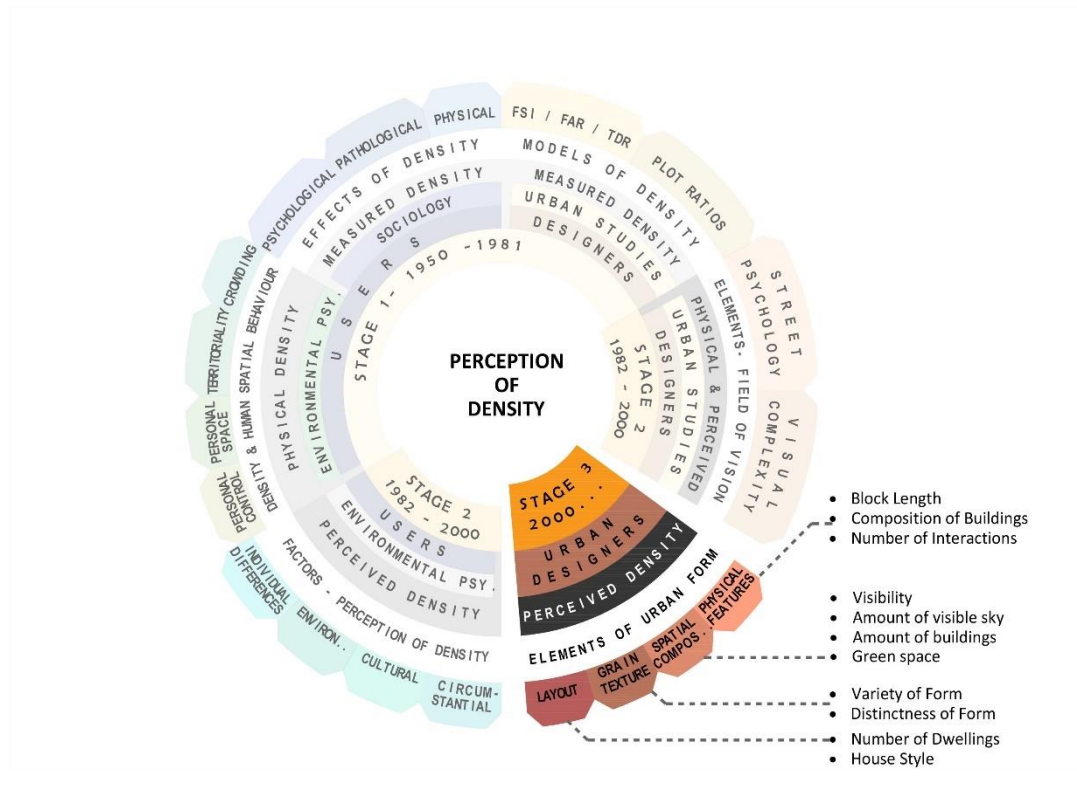 PHYSICAL
PATHOLOGICAL
PSYCHOLOGICAL
EFFECTS OF DENSITY
MEASURED DENSITY
SOCIOLOGY
USERS
STAGE 1- 1950 -1981
FSI / FAR / TDR
PLOT RATIOS
MODELS OF DENSITY
MEASURED DENSITY
URBAN STUDIES
DESIGNERS
STREET
PSYCHOLOGY
VISUAL
COMPLEXITY
ELEMENTS- FIELD OF VISION
PHYSICAL & PERCEIVED
URBAN STUDIES
DESIGNERS
STAGE 2
1982 - 2000
CROWDING
TERRITORIALITY
PERSONAL
SPACE
PERSONAL
CONTROL
DENSITY & HUMAN SPATIAL BEHAVIOUR
PHYSICAL DENSITY
ENVIRONMENTAL PSY.
PERCEPTION
OF
DENSITY
STAGE 2
1982 - 2000
USERS
ENVIRONMENTAL PSY.
PERCEIVED DENSITY
FACTORS - PERCEPTION OF DENSITY
INDIVIDUAL
DIFFERENCES
ENVIRON..
CULTURAL
CIRCUM-
STANTIAL
STAGE 3
2000...
URBAN
DESIGNERS
PERCEIVED DENSITY
ELEMENTS OF URBAN FORM
LAYOUT
GRAIN
TEXTURE
SPATIAL
COMPOS..
PHYSICAL
FEATURES
• Block Length
• Composition of Buildings
• Number of Interactions
• Visibility
• Amount of visible sky
• Amount of buildings
• Green space
• Variety of Form
• Distinctness of Form
• Number of Dwellings
• House Style